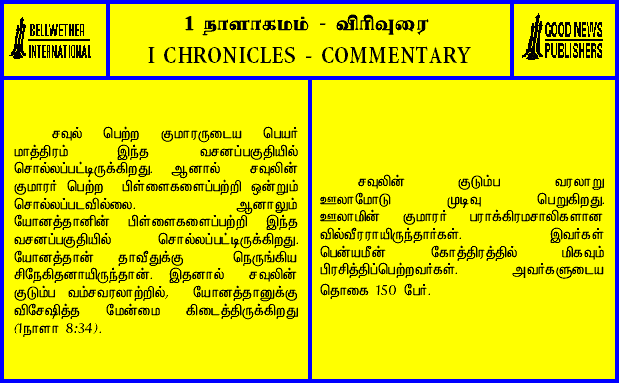 BELLWETHER
INTERNATIONAL
1 நாளாகமம் - விரிவுரை
I CHRONICLES - COMMENTARY
GOOD NEWS
PUBLISHERS
சவுல் பெற்ற குமாரருடைய பெயர்
மாத்திரம் இந்த வசனப்பகுதியில்
சொல்லப்பட்டிருக்கிறது. ஆனால் சவுலின்
குமாரர் பெற்ற பிள்ளைகளைப்பற்றி ஒன்றும்
சொல்லப்படவில்லை. ஆனாலும்
யோனத்தானின் பிள்ளைகளைப்பற்றி இந்த
வசனப்பகுதியில் சொல்லப்பட்டிருக்கிறது.
யோனத்தான் தாவீதுக்கு நெருங்கிய
சிநேகிதனாயிருந்தான். இதனால் சவுலின்
குடும்ப வம்சவரலாற்றில், யோனத்தானுக்கு
விசேஷித்த மேன்மை கிடைத்திருக்கிறது
(1நாளா 8:34).
சவுலின் குடும்ப வரலாறு
ஊலாமோடு முடிவு பெறுகிறது.
ஊலாமின் குமாரர் பராக்கிரமசாலிகளான
வில்வீரராயிருந்தார்கள். இவர்கள்
பென்யமீன் கோத்திரத்தில் மிகவும்
பிரசித்திப்பெற்றவர்கள். அவர்களுடைய
தொகை 150 பேர்.